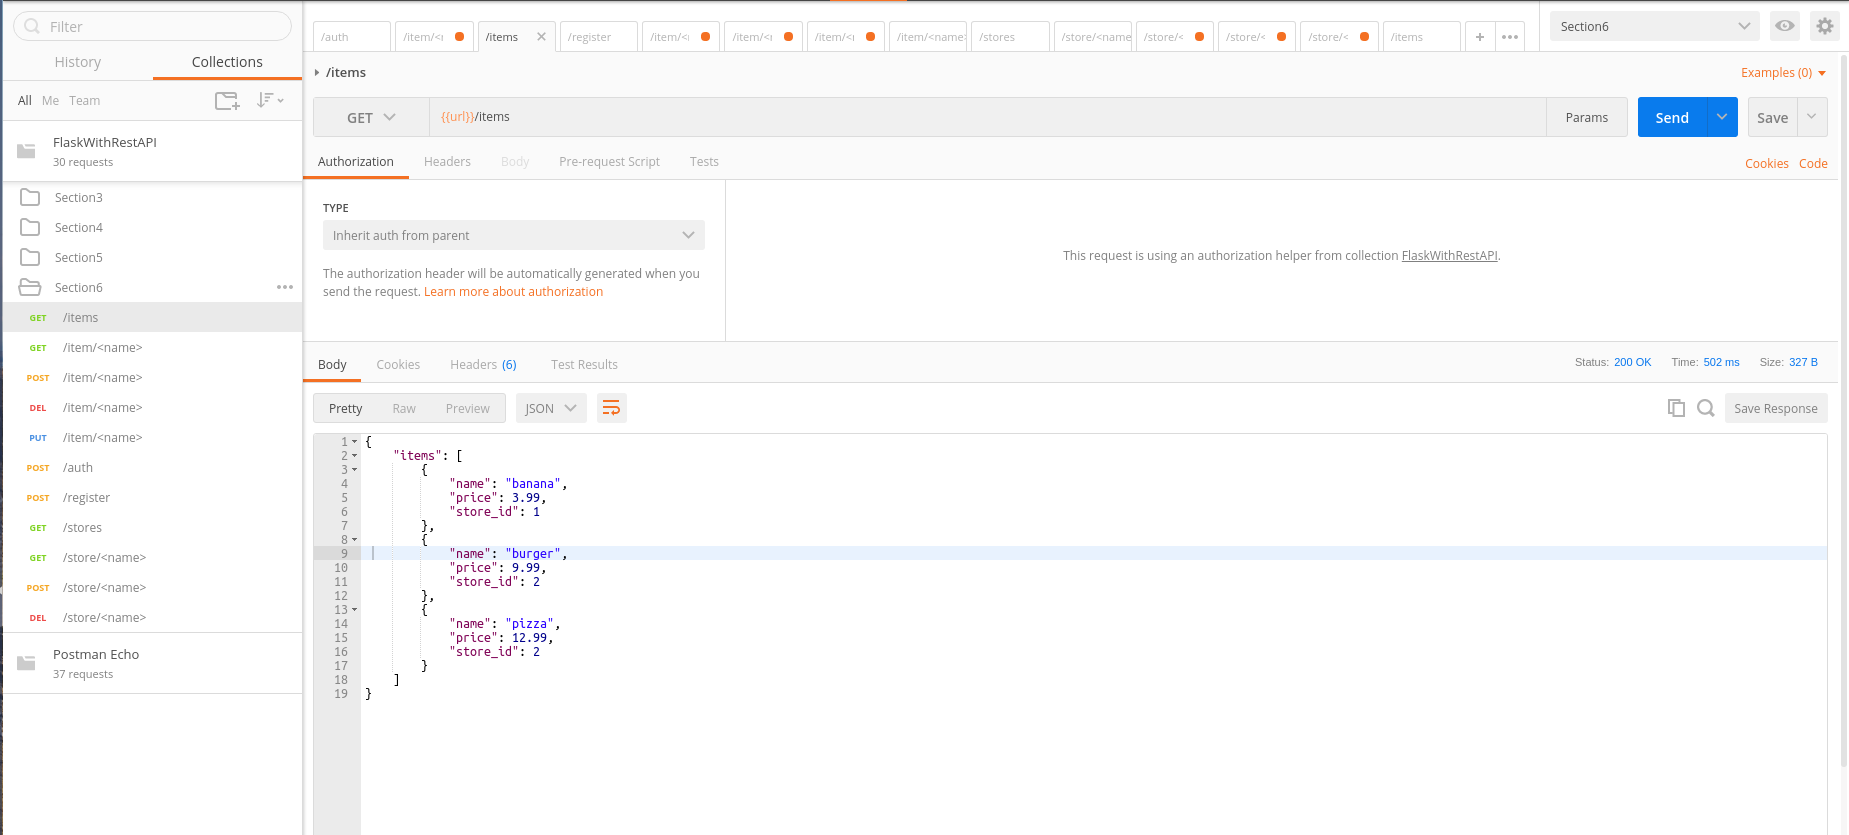 Filter
History Collections
All Me Team
FlaskWithRestAPI
30 requests
Section3
Section4
Section5
Section6
GET /items
GET /item/<name>
POST /item/<name>
DEL /item/<name>
PUT /item/<name>
POST /auth
POST /register
GET /stores
GET /store/<name>
POST /store/<name>
DEL /store/<name>
Postman Echo
37 requests
/auth /item/< /items /register /item/< /item/< /item/< /item/<name> /stores /store/<name /store/< /store/< /store/< /items
Section6
/items
Examples (0)
GET {{url}}/items Params Send Save
Authorization Headers Body Pre-request Script Tests Cookies Code
TYPE
Inherit auth from parent
The authorization header will be automatically generated when you
send the request. Learn more about authorization
This request is using an authorization helper from collection FlaskWithRestAPI.
Body Cookies Headers (6) Test Results Status: 200 OK Time: 502 ms Size: 327 B
Pretty Raw Preview JSON Save Response
1 {
2 "items": [
3 {
4 "name": "banana",
5 "price": 3.99,
6 "store_id": 1
7 },
8 {
9 "name": "burger",
10 "price": 9.99,
11 "store_id": 2
12 },
13 {
14 "name": "pizza",
15 "price": 12.99,
16 "store_id": 2
17 }
18 ]
19 }